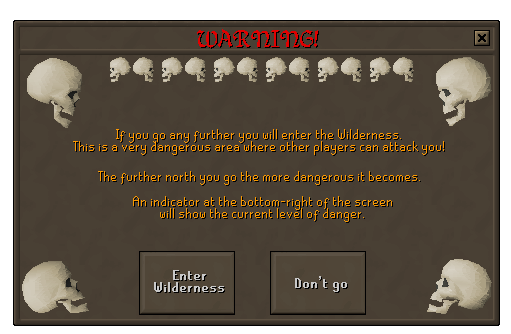 WARNING!
If you go any further you will enter the Wilderness.
This is a very dangerous area where other players can attack you!
The further north you go the more dangerous it becomes.
An indicator at the bottom-right of the screen
will show the current level of danger.
Enter
Wilderness
Don't go